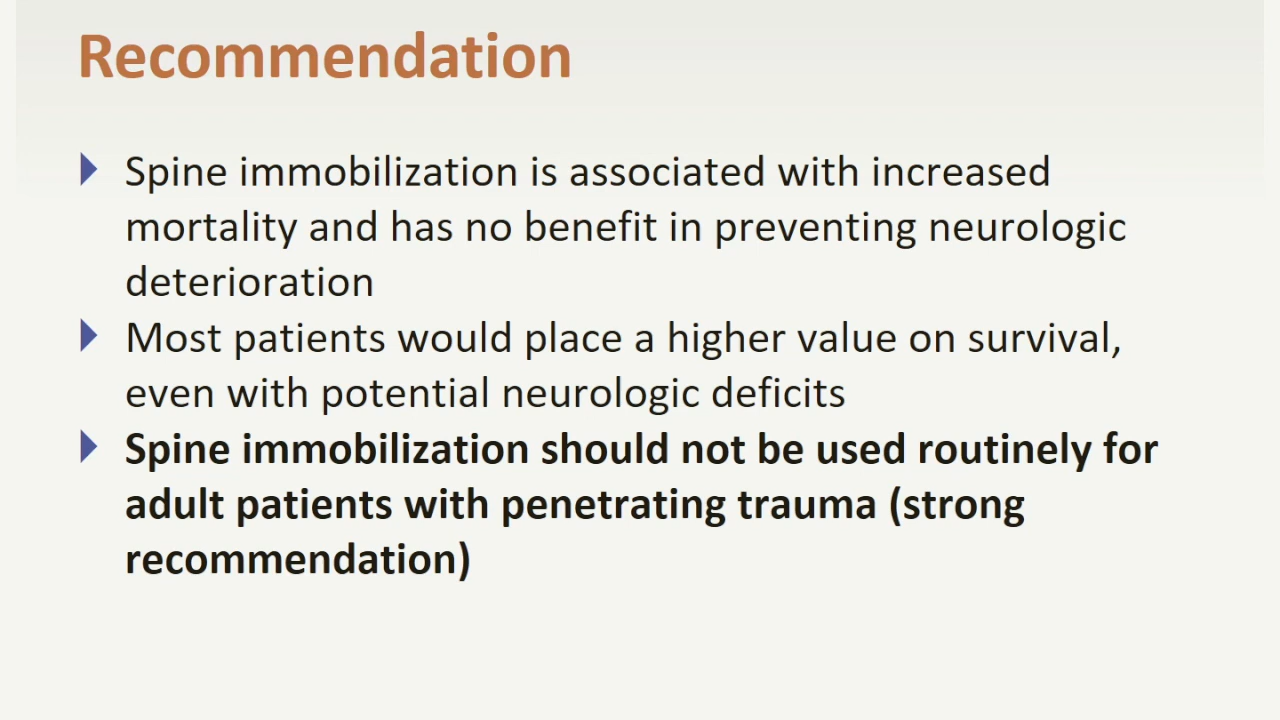 Recommendation
Spine immobilization is associated with increased
mortality and has no benefit in preventing neurologic
deterioration
Most patients would place a higher value on survival,
even with potential neurologic deficits
Spine immobilization should not be used routinely for
adult patients with penetrating trauma (strong
recommendation)